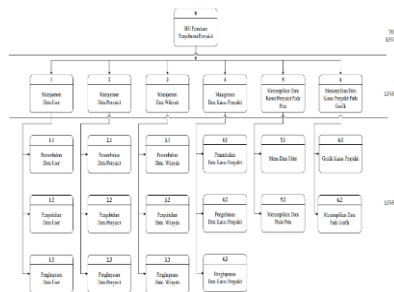 0
SIG Pemetaan
Penyebaran Penyakit
TOP
LEVEL
1
Manajemen
Data User
2
Manajemen
Data Penyakit
3
Manajemen
Data Wilayah
4
Manajemen
Data Kasus Penyakit
5
Menampilkan Data
Kasus Penyakit Pada
Peta
6
Menampilkan Data
Kasus Penyakit Pada
Grafik
1.1
Penambahan
Data User
2.1
Penambahan
Data Penyakit
3.1
Penambahan
Data Wilayah
4.1
Penambahan
Data Kasus Penyakit
5.1
Menu Data Filter
6.1
Grafik Kasus Penyakit
1.2
Pengubahan
Data User
2.2
Pengubahan
Data Penyakit
3.2
Pengubahan
Data Wilayah
4.2
Pengubahan
Data Kasus Penyakit
5.2
Menampilkan Data
Pada Peta
6.2
Menampilkan Data
Pada Grafik
1.3
Penghapusan
Data User
2.3
Penghapusan
Data Penyakit
3.3
Penghapusan
Data Wilayah
4.3
Penghapusan
Data Kasus Penyakit